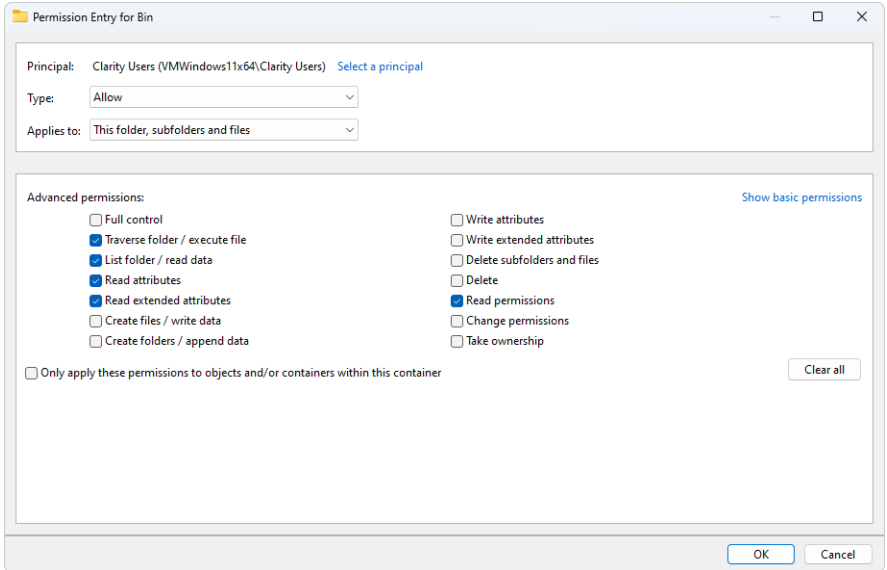 Permission Entry for Bin
Principal: Clarity Users (VMWindows11x64\Clarity Users) Select a principal
Type: Allow
Applies to: This folder, subfolders and files
Advanced permissions: Show basic permissions
Full control Write attributes
Traverse folder / execute file Write extended attributes
List folder / read data Delete subfolders and files
Read attributes Delete
Read extended attributes Read permissions
Create files / write data Change permissions
Create folders / append data Take ownership
Only apply these permissions to objects and/or containers within this container Clear all
OK Cancel